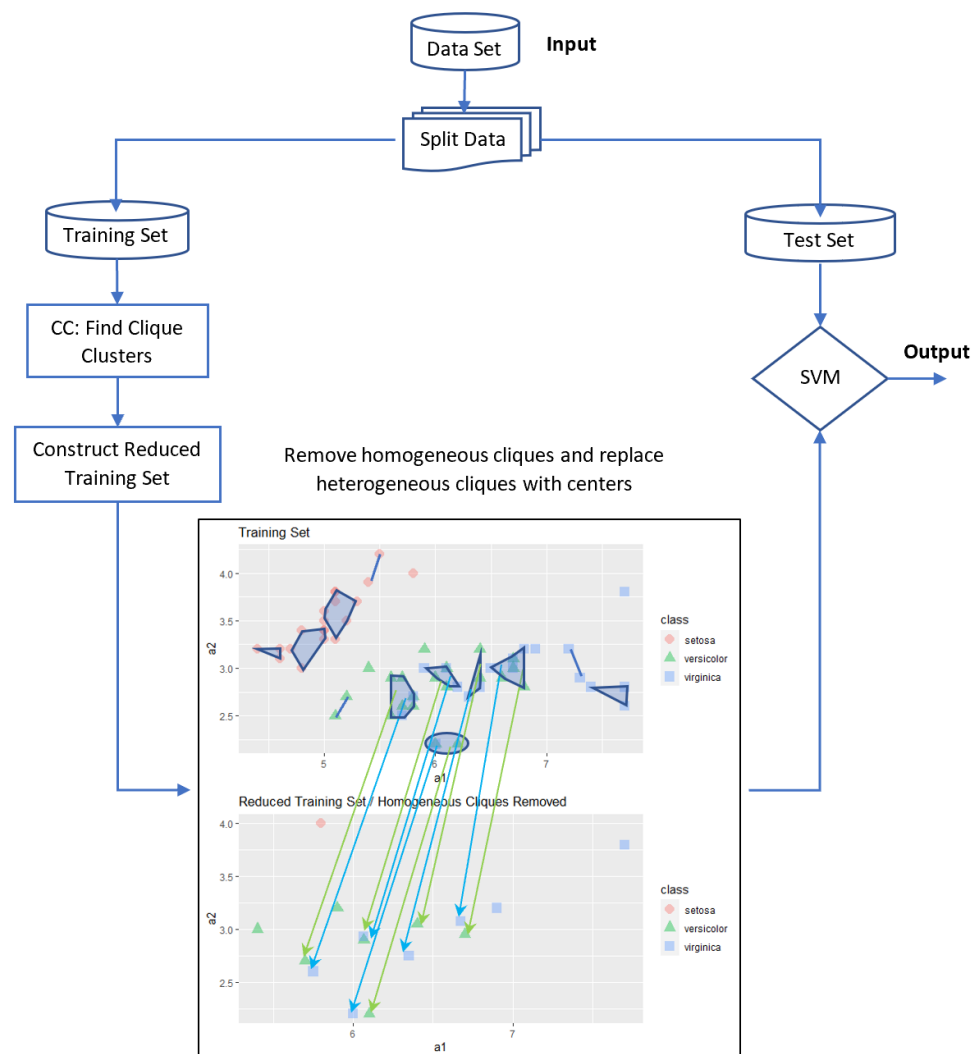 Data Set
Input
Split Data
Training Set
Test Set
CC: Find Clique
Clusters
SVM
Output
Construct Reduced
Training Set
Remove homogeneous cliques and replace
heterogeneous cliques with centers
Training Set
4.0
3.5
3.0
2.5
a2
5
6
7
a1
class
setosa
versicolor
virginica
Reduced Training Set / Homogeneous Cliques Removed
4.0
3.5
3.0
2.5
a2
6
7
a1
class
setosa
versicolor
virginica